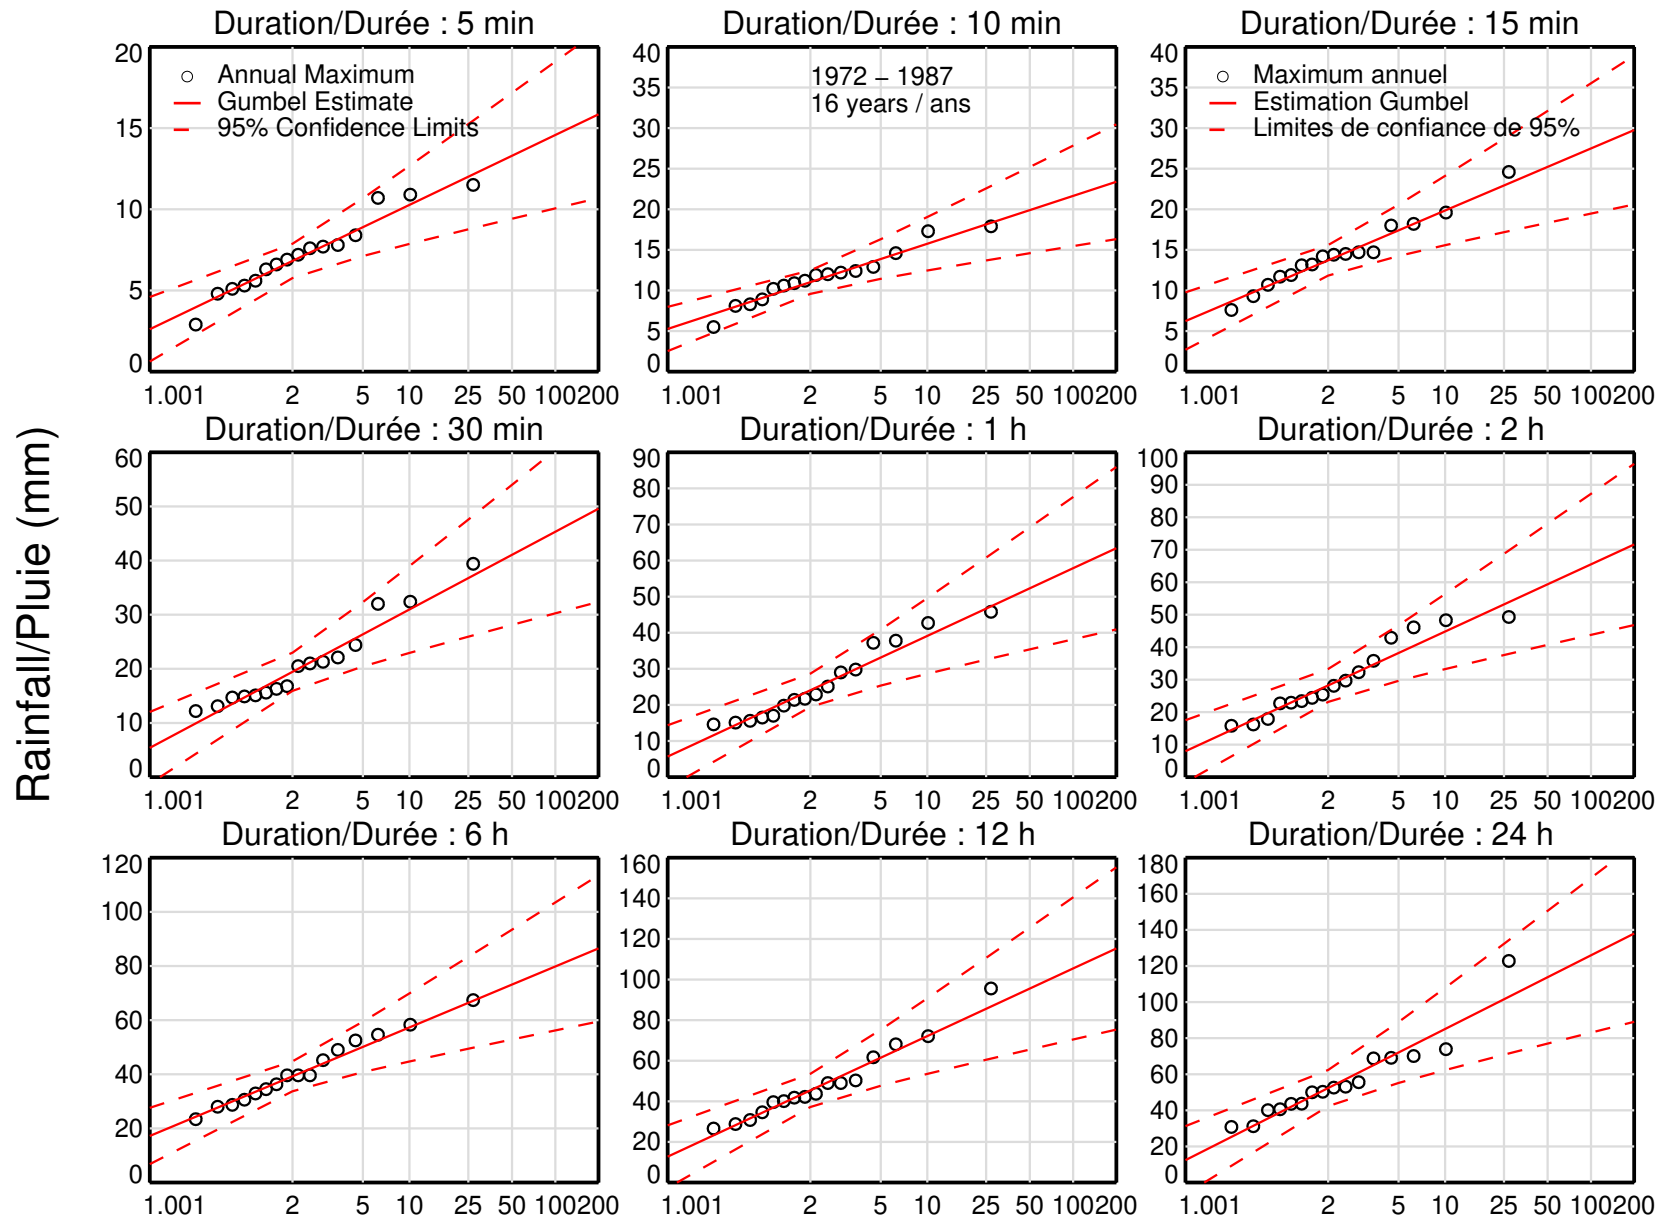 Duration/Durée : 5 min
Duration/Durée : 10 min
Duration/Durée : 15 min
20
15
10
5
0
Annual Maximum
Gumbel Estimate
95% Confidence Limits
1.001 2 5 10 25 50 100200
40
35
30
25
20
15
10
5
0
1972 – 1987
16 years / ans
1.001 2 5 10 25 50 100200
40
35
30
25
20
15
10
5
0
Maximum annuel
Estimation Gumbel
Limites de confiance de 95%
1.001 2 5 10 25 50 100200
Rainfall/Pluie (mm)
Duration/Durée : 30 min
Duration/Durée : 1 h
Duration/Durée : 2 h
60
50
40
30
20
10
0
1.001 2 5 10 25 50 100200
90
80
70
60
50
40
30
20
10
0
1.001 2 5 10 25 50 100200
100
90
80
70
60
50
40
30
20
10
0
1.001 2 5 10 25 50 100200
Duration/Durée : 6 h
Duration/Durée : 12 h
Duration/Durée : 24 h
120
100
80
60
40
20
0
1.001 2 5 10 25 50 100200
160
140
120
100
80
60
40
20
0
1.001 2 5 10 25 50 100200
180
160
140
120
100
80
60
40
20
0
1.001 2 5 10 25 50 100200